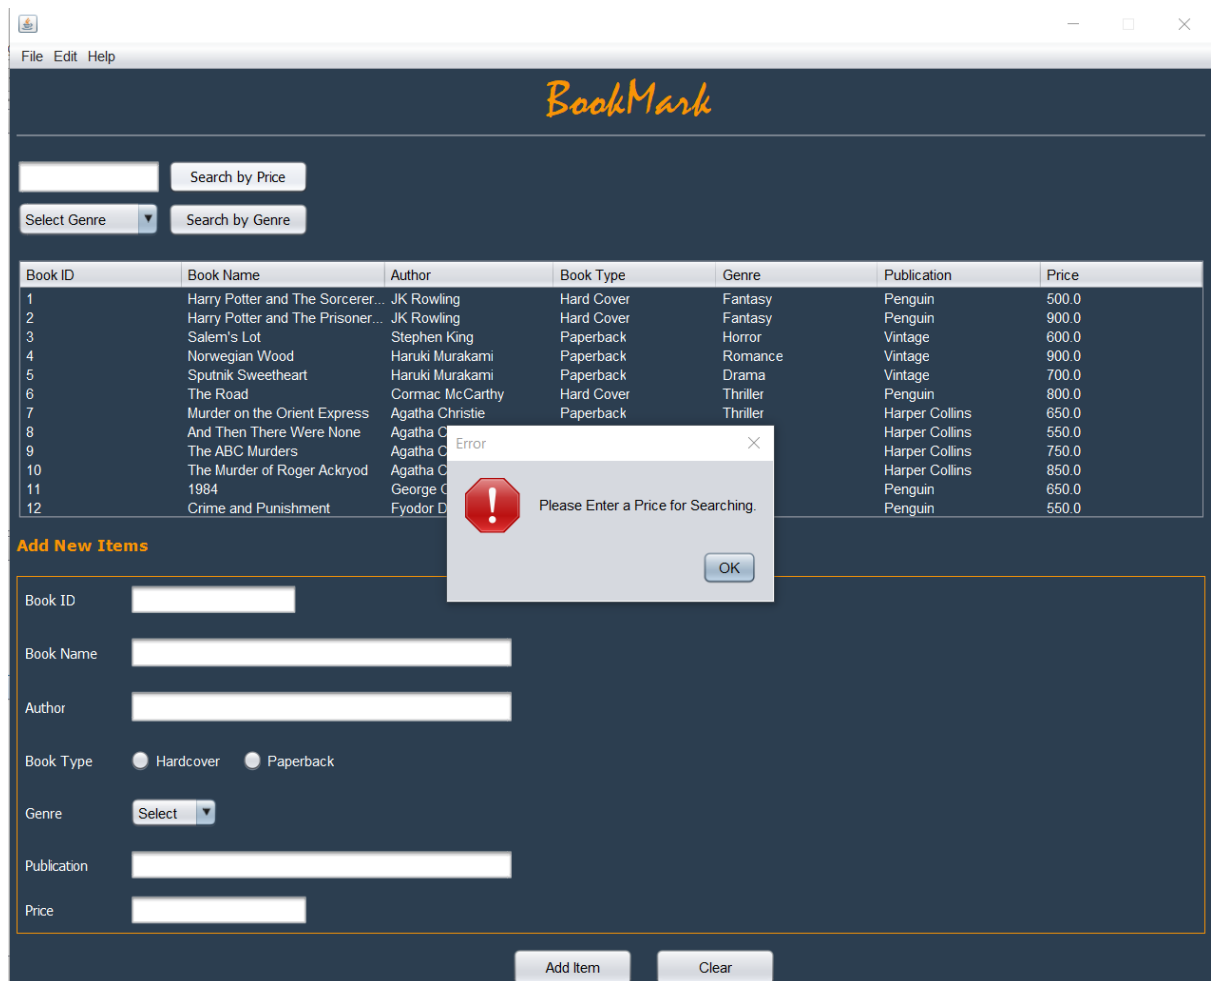 File Edit Help
BookMark
Search by Price
Select Genre Search by Genre
Book ID Book Name Author Book Type Genre Publication Price
1 Harry Potter and The Sorcerer... JK Rowling Hard Cover Fantasy Penguin 500.0
2 Harry Potter and The Prisoner... JK Rowling Hard Cover Fantasy Penguin 900.0
3 Salem's Lot Stephen King Paperback Horror Vintage 600.0
4 Norwegian Wood Haruki Murakami Paperback Romance Vintage 900.0
5 Sputnik Sweetheart Haruki Murakami Paperback Drama Vintage 700.0
6 The Road Cormac McCarthy Hard Cover Thriller Penguin 800.0
7 Murder on the Orient Express Agatha Christie Paperback Thriller Harper Collins 650.0
8 And Then There Were None Agatha Harper Collins 550.0
9 The ABC Murders Agatha Harper Collins 750.0
10 The Murder of Roger Ackryod Agatha Harper Collins 850.0
11 1984 George Penguin 650.0
12 Crime and Punishment Fyodor D Penguin 550.0
Error
Please Enter a Price for Searching.
OK
Add New Items
Book ID
Book Name
Author
Book Type Hardcover Paperback
Genre Select
Publication
Price
Add Item Clear